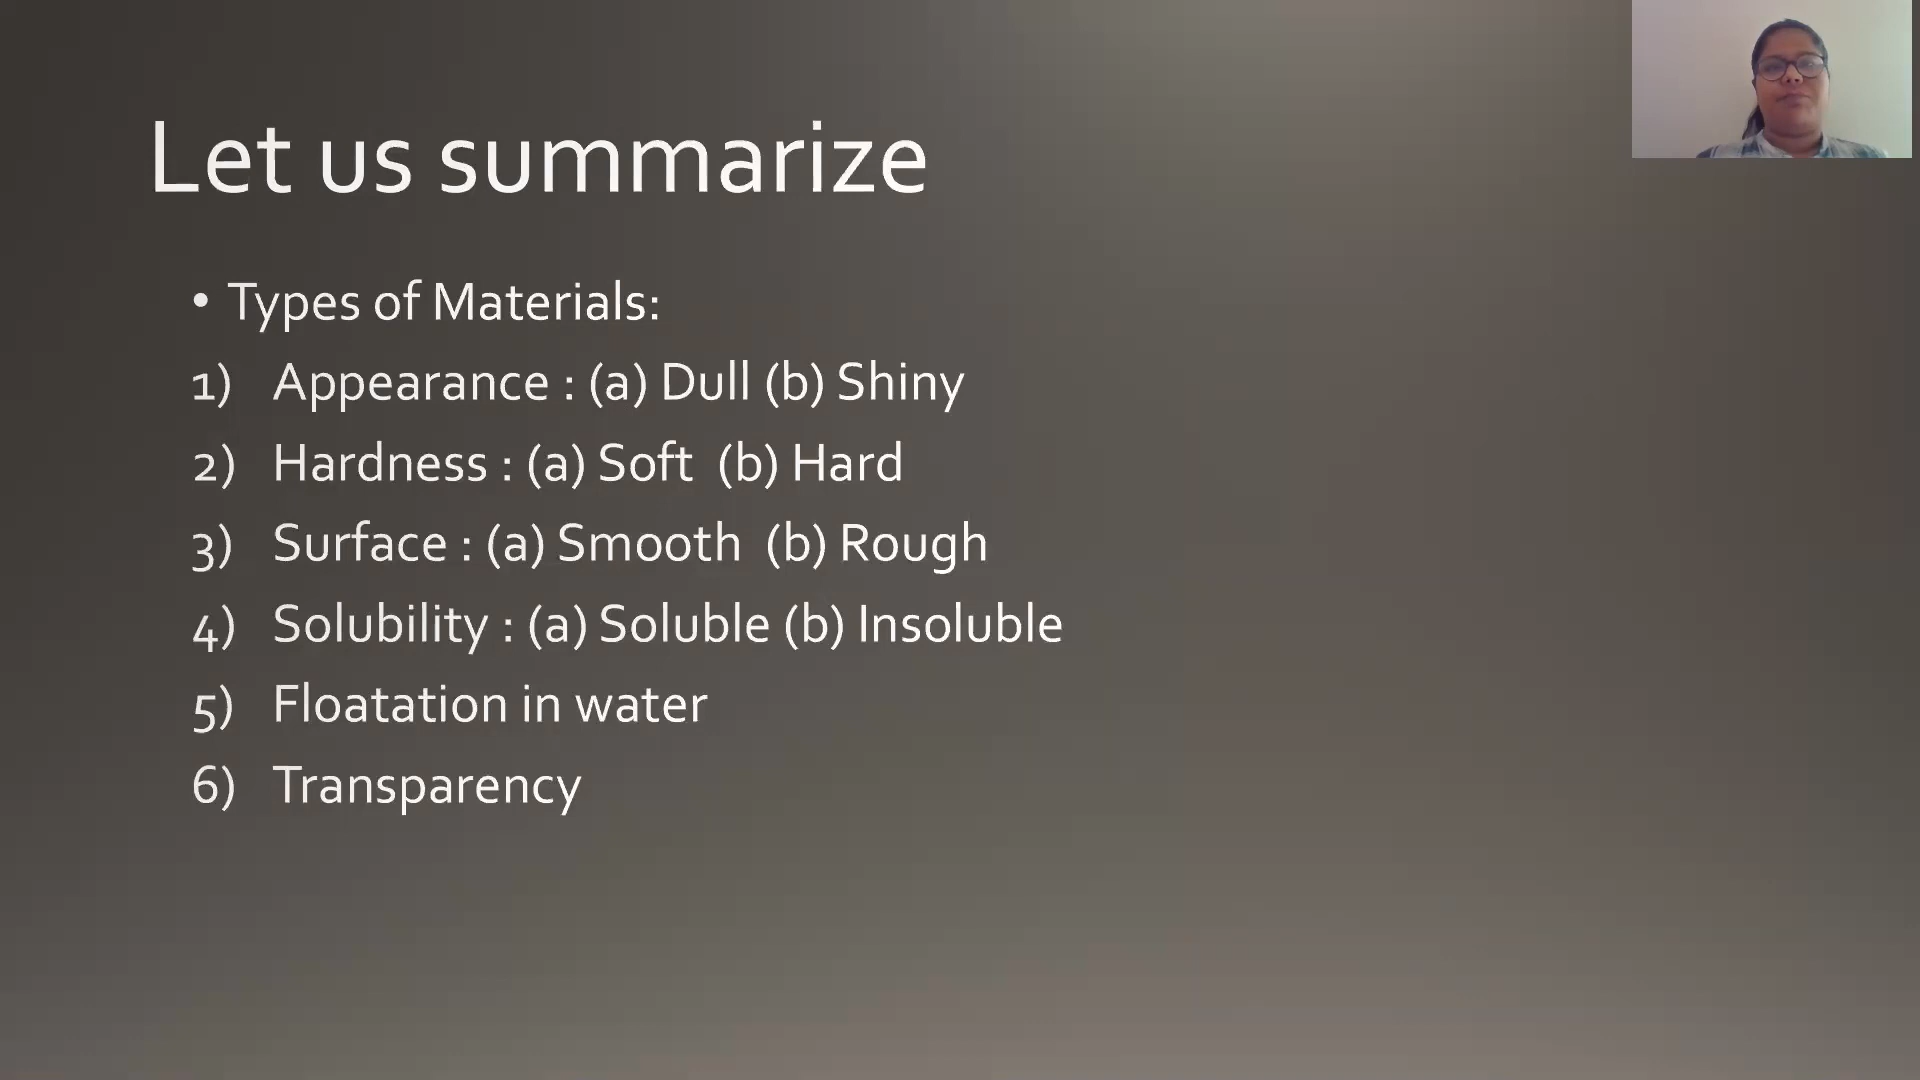 Let us summarize
• Types of Materials:
1) Appearance : (a) Dull (b) Shiny
2) Hardness : (a) Soft (b) Hard
3) Surface : (a) Smooth (b) Rough
4) Solubility : (a) Soluble (b) Insoluble
5) Floatation in water
6) Transparency